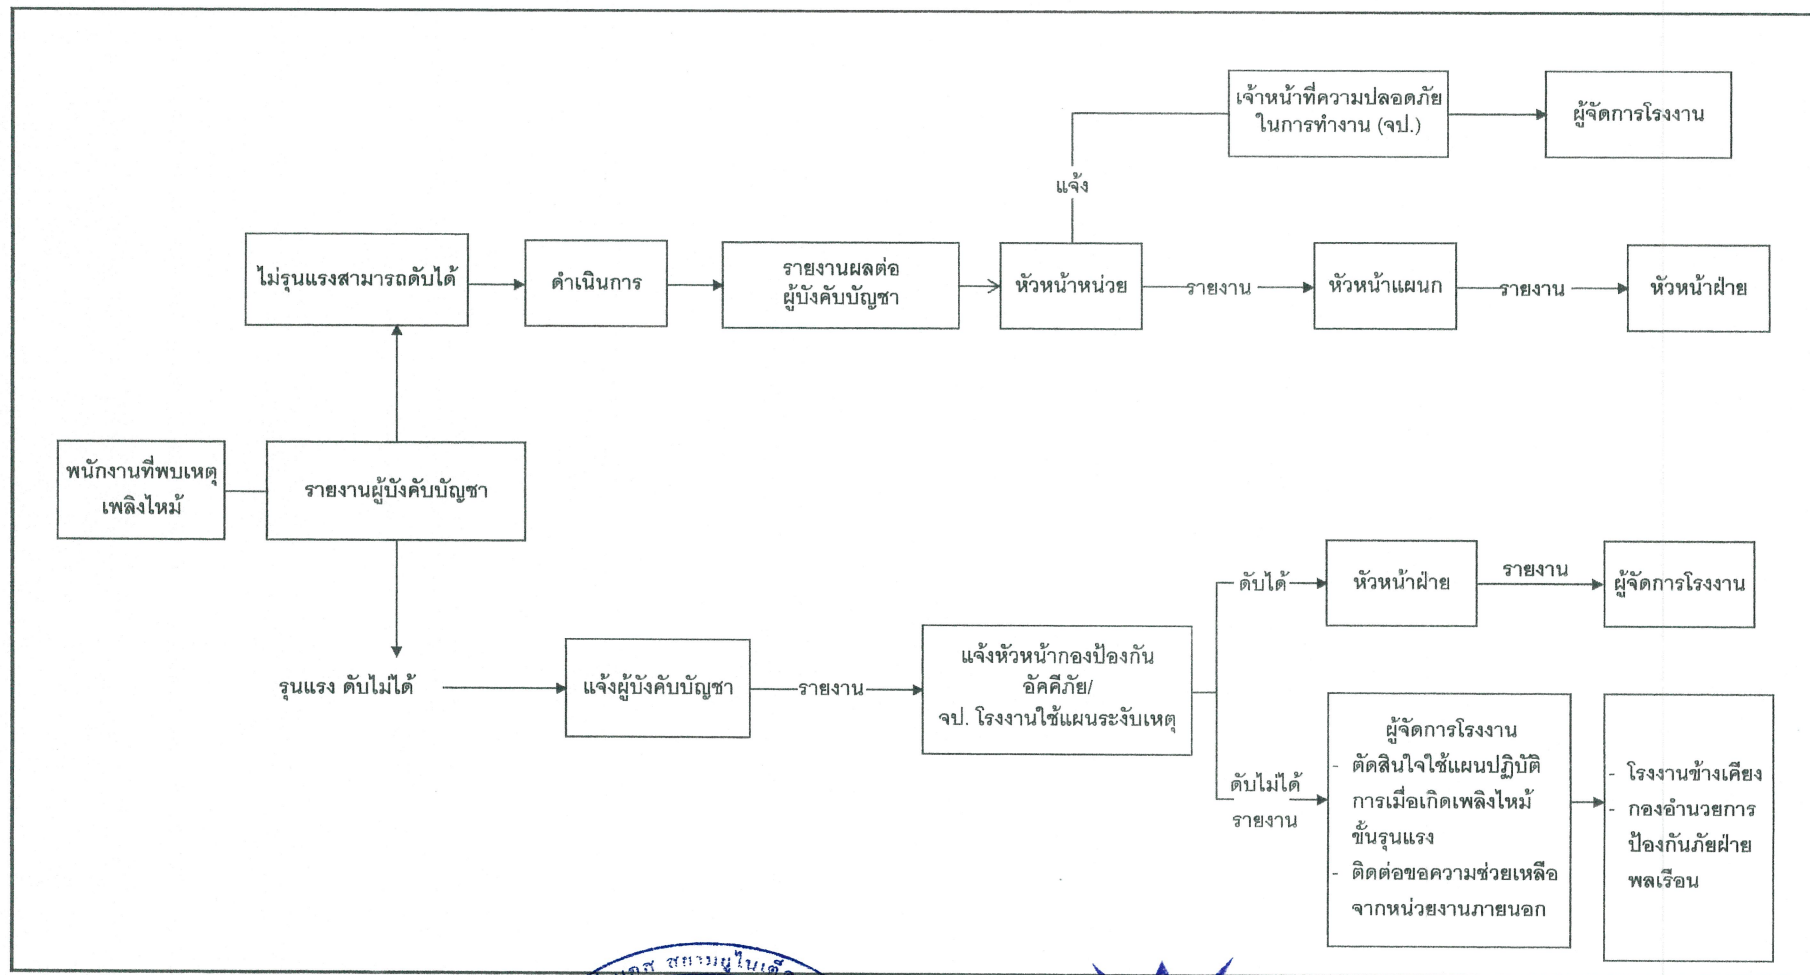 เจ้าหน้าที่ความปลอดภัย
ในการทำงาน (จป.)
ผู้จัดการโรงงาน
แจ้ง
ไม่รุนแรงสามารถดับได้
ดำเนินการ
รายงานผลต่อ
ผู้บังคับบัญชา
หัวหน้าหน่วย
รายงาน
หัวหน้าแผนก
รายงาน
หัวหน้าฝ่าย
พนักงานที่พบเหตุ
เพลิงไหม้
รายงานผู้บังคับบัญชา
รุนแรง ดับไม่ได้
แจ้งผู้บังคับบัญชา
รายงาน
แจ้งหัวหน้ากองป้องกัน
อัคคีภัย/
จป. โรงงานใช้แผนระงับเหตุ
ดับได้
หัวหน้าฝ่าย
รายงาน
ผู้จัดการโรงงาน
ดับไม่ได้
รายงาน
ผู้จัดการโรงงาน
- ตัดสินใจใช้แผนปฏิบัติ
การเมื่อเกิดเพลิงไหม้
ขั้นรุนแรง
- ติดต่อขอความช่วยเหลือ
จากหน่วยงานภายนอก
- โรงงานข้างเคียง
- กองอำนวยการ
ป้องกันภัยฝ่าย
พลเรือน
สยามยูไนเต็ด